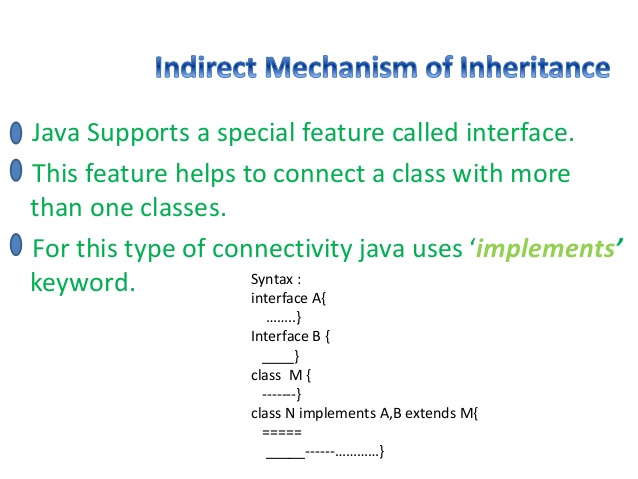 Indirect Mechanism of Inheritance
Java Supports a special feature called interface.
This feature helps to connect a class with more
than one classes.
For this type of connectivity java uses ‘implements’
keyword.
Syntax :
interface A{
……..}
Interface B {
____}
class M {
-------}
class N implements A,B extends M{
=====
_____------…………}